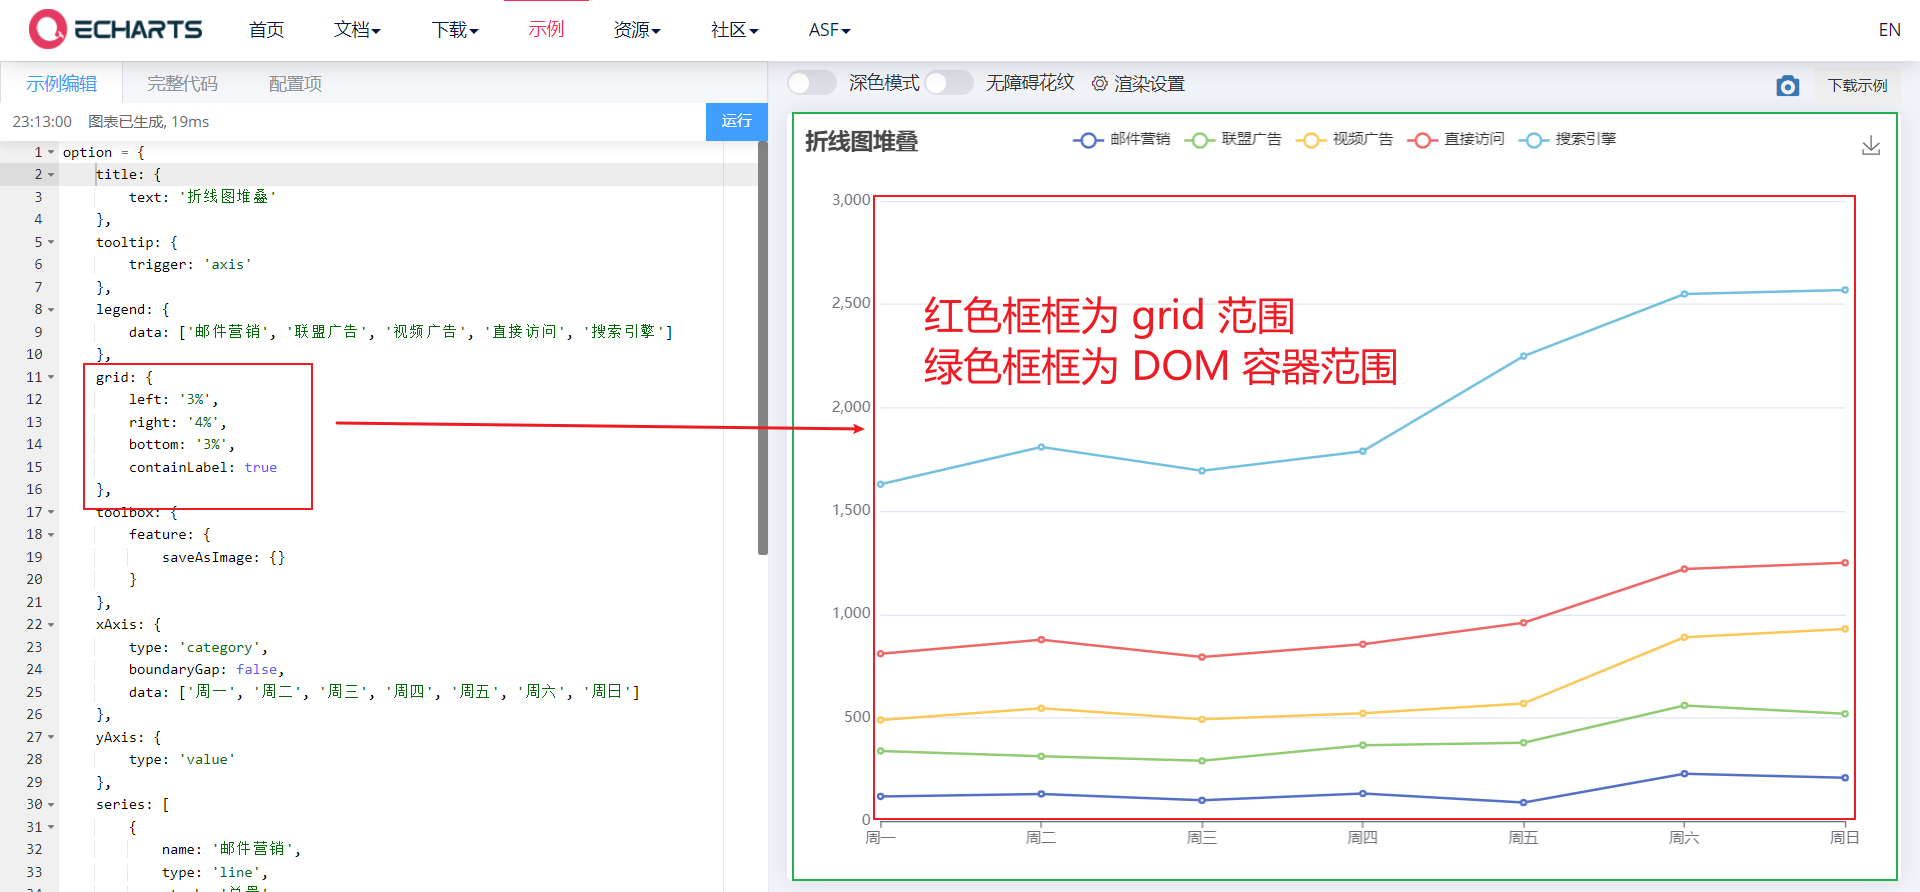 ECHARTS 首页 文档 下载 示例 资源 社区 ASF EN
示例编辑 完整代码 配置项
23:13:00 图表已生成, 19ms 运行
1 option = {
2 title: {
3 text: '折线图堆叠'
4 },
5 tooltip: {
6 trigger: 'axis'
7 },
8 legend: {
9 data: ['邮件营销', '联盟广告', '视频广告', '直接访问', '搜索引擎']
10 },
11 grid: {
12 left: '3%',
13 right: '4%',
14 bottom: '3%',
15 containLabel: true
16 },
17 toolbox: {
18 feature: {
19 saveAsImage: {}
20 }
21 },
22 xAxis: {
23 type: 'category',
24 boundaryGap: false,
25 data: ['周一', '周二', '周三', '周四', '周五', '周六', '周日']
26 },
27 yAxis: {
28 type: 'value'
29 },
30 series: [
31 {
32 name: '邮件营销',
33 type: 'line',
深色模式 无障碍花纹 渲染设置 下载示例
折线图堆叠 邮件营销 联盟广告 视频广告 直接访问 搜索引擎
3,000
2,500
红色框框为 grid 范围
绿色框框为 DOM 容器范围
2,000
1,500
1,000
500
0
周一 周二 周三 周四 周五 周六 周日